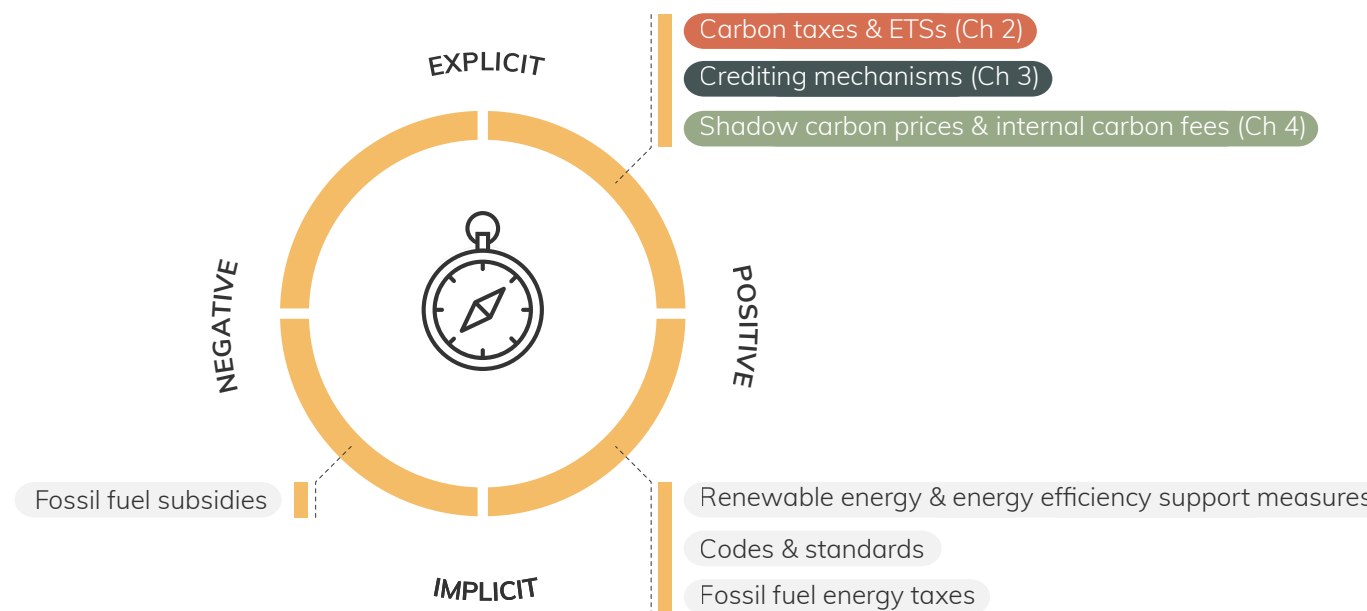 EXPLICIT
Carbon taxes & ETSs (Ch 2)
Crediting mechanisms (Ch 3)
Shadow carbon prices & internal carbon fees (Ch 4)
NEGATIVE
POSITIVE
Fossil fuel subsidies
Renewable energy & energy efficiency support measures
Codes & standards
Fossil fuel energy taxes
IMPLICIT